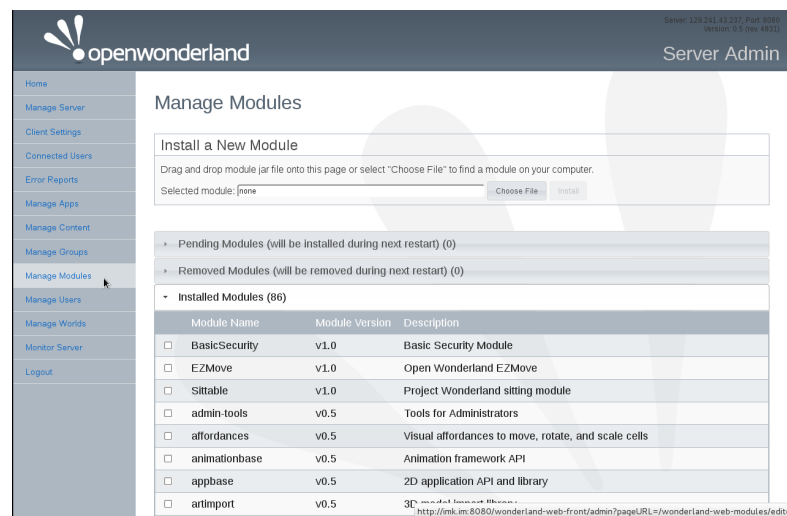 Server: 129.241.43.237, Port: 8080
Version: 0.5 (rev. 4831)
openwonderland
Server Admin
Home
Manage Server
Client Settings
Connected Users
Error Reports
Manage Apps
Manage Content
Manage Groups
Manage Modules
Manage Users
Manage Worlds
Monitor Server
Logout
Manage Modules
Install a New Module
Drag and drop module jar file onto this page or select "Choose File" to find a module on your computer.
Selected module: none Choose File Install
Pending Modules (will be installed during next restart) (0)
Removed Modules (will be removed during next restart) (0)
Installed Modules (86)
Module Name Module Version Description
BasicSecurity v1.0 Basic Security Module
EZMove v1.0 Open Wonderland EZMove
Sittable v1.0 Project Wonderland sitting module
admin-tools v0.5 Tools for Administrators
affordances v0.5 Visual affordances to move, rotate, and scale cells
animationbase v0.5 Animation framework API
appbase v0.5 2D application API and library
artimport v0.5 3D model import library
http://imk.im:8080/wonderland-web-front/admin?pageURL=/wonderland-web-modules/edit